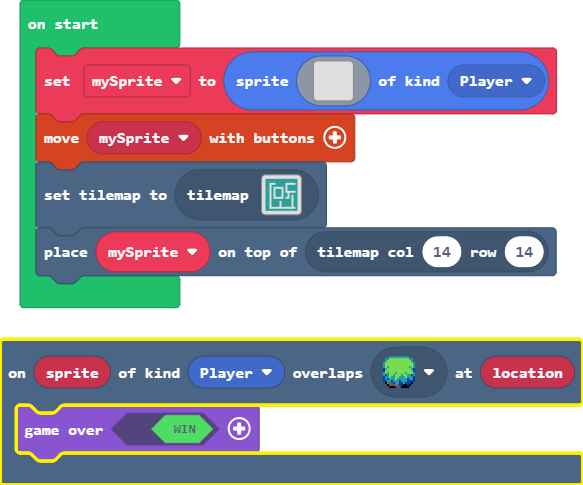 on start
set mySprite to sprite of kind Player
move mySprite with buttons
set tilemap to tilemap
place mySprite on top of tilemap col 14 row 14
on sprite of kind Player overlaps at location
game over WIN